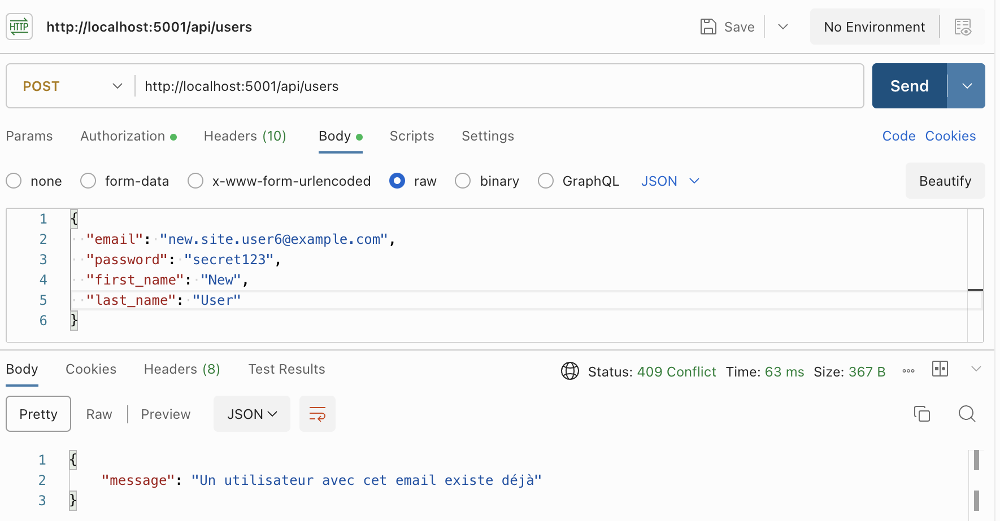 HTTP http://localhost:5001/api/users Save No Environment
POST http://localhost:5001/api/users Send
Params Authorization Headers (10) Body Scripts Settings Code Cookies
none form-data x-www-form-urlencoded raw binary GraphQL JSON Beautify
1 {
2 "email": "new.site.user6@example.com",
3 "password": "secret123",
4 "first_name": "New",
5 "last_name": "User"
6 }
Body Cookies Headers (8) Test Results Status: 409 Conflict Time: 63 ms Size: 367 B
Pretty Raw Preview JSON
1 {
2 "message": "Un utilisateur avec cet email existe déjà"
3 }